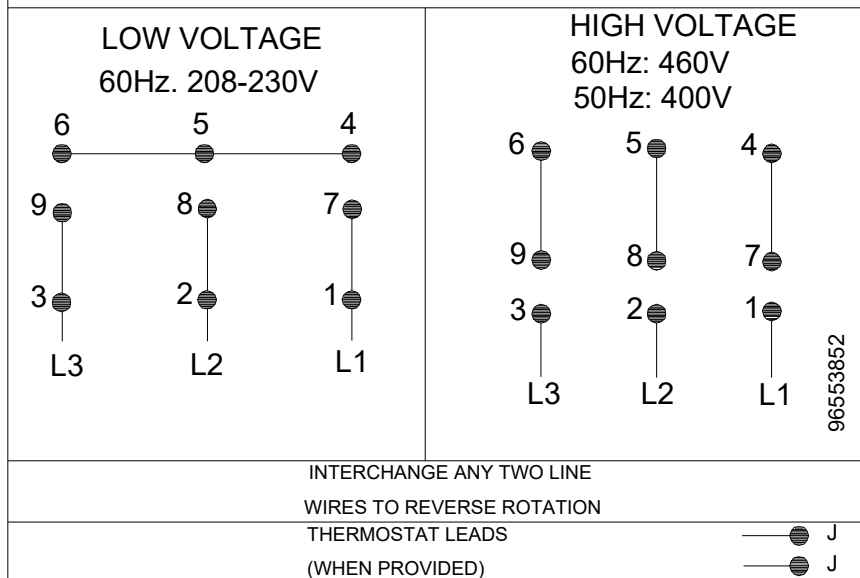 LOW VOLTAGE
60Hz. 208-230V
6 5 4
9 8 7
3 2 1
L3 L2 L1
HIGH VOLTAGE
60Hz: 460V
50Hz: 400V
6 5 4
9 8 7
3 2 1
L3 L2 L1
96553852
INTERCHANGE ANY TWO LINE
WIRES TO REVERSE ROTATION
THERMOSTAT LEADS J
(WHEN PROVIDED) J